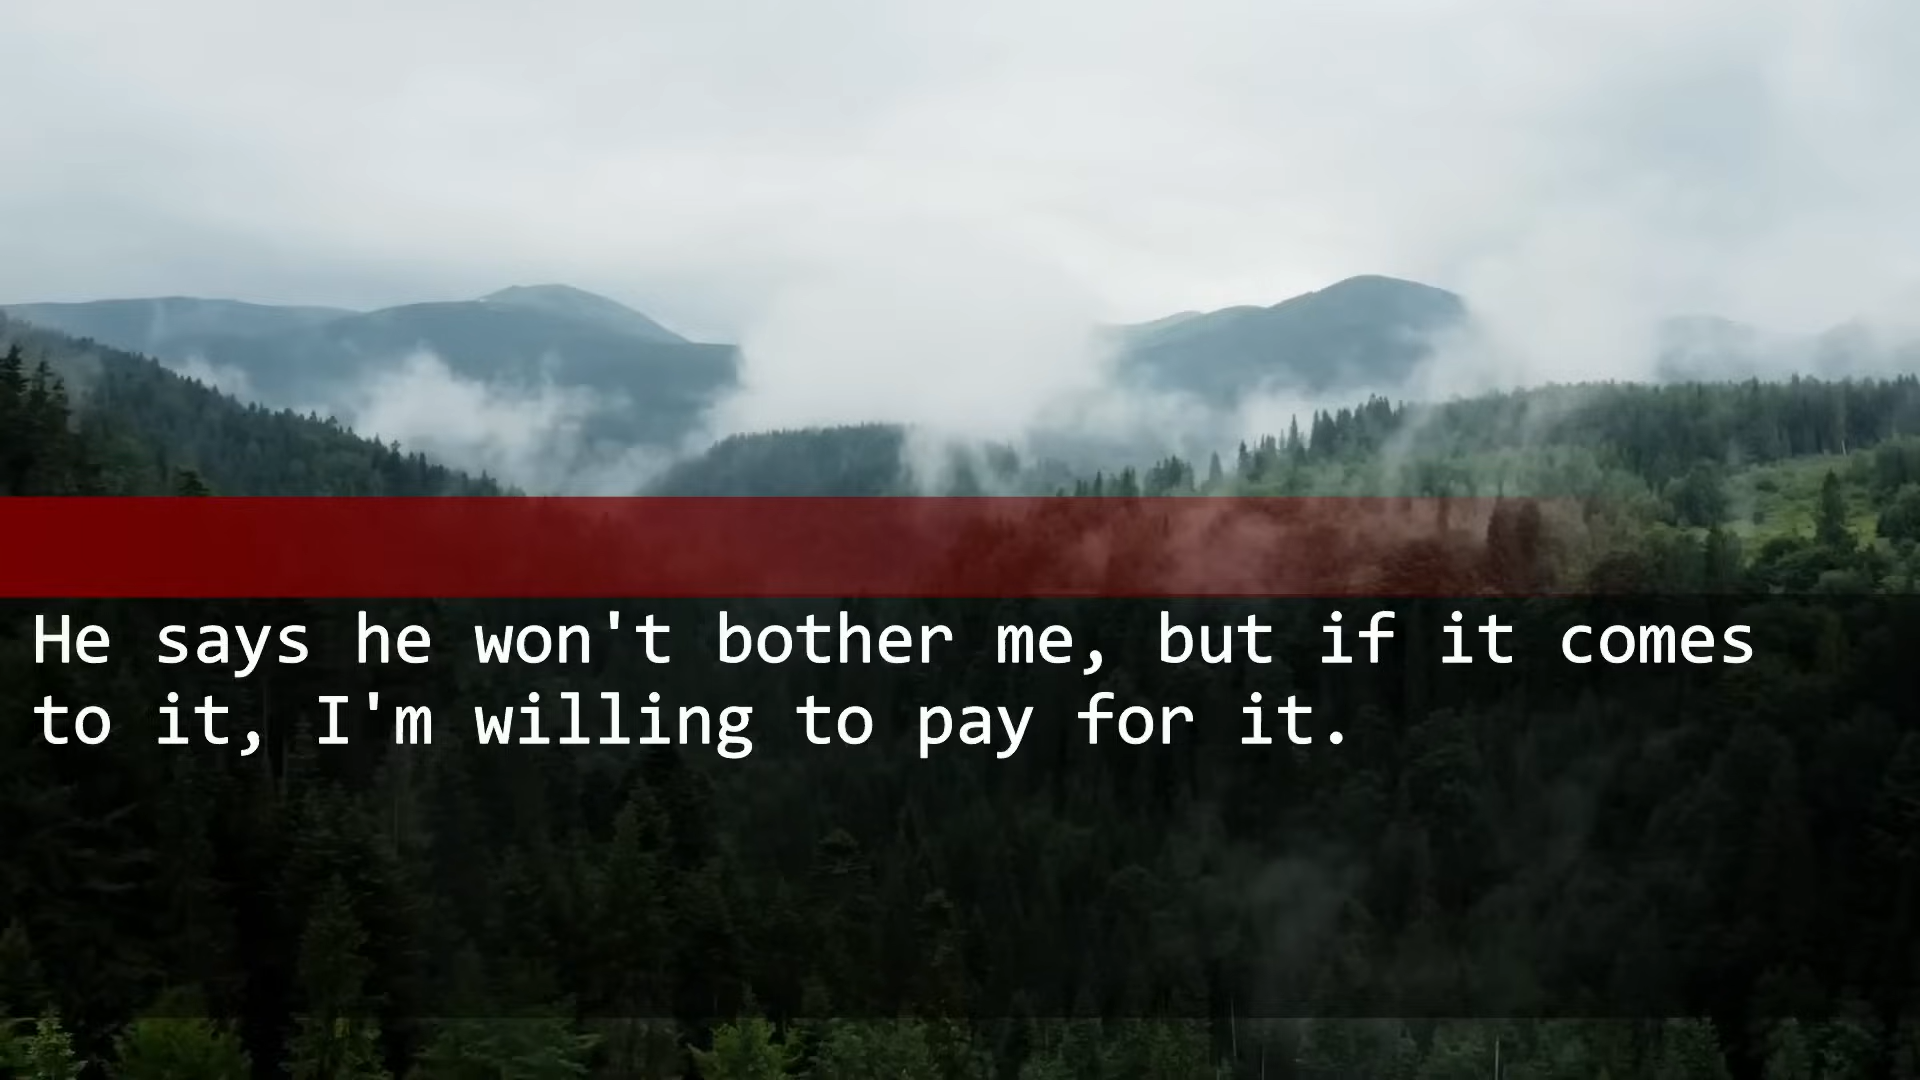 He says he won't bother me, but if it comes
to it, I'm willing to pay for it.